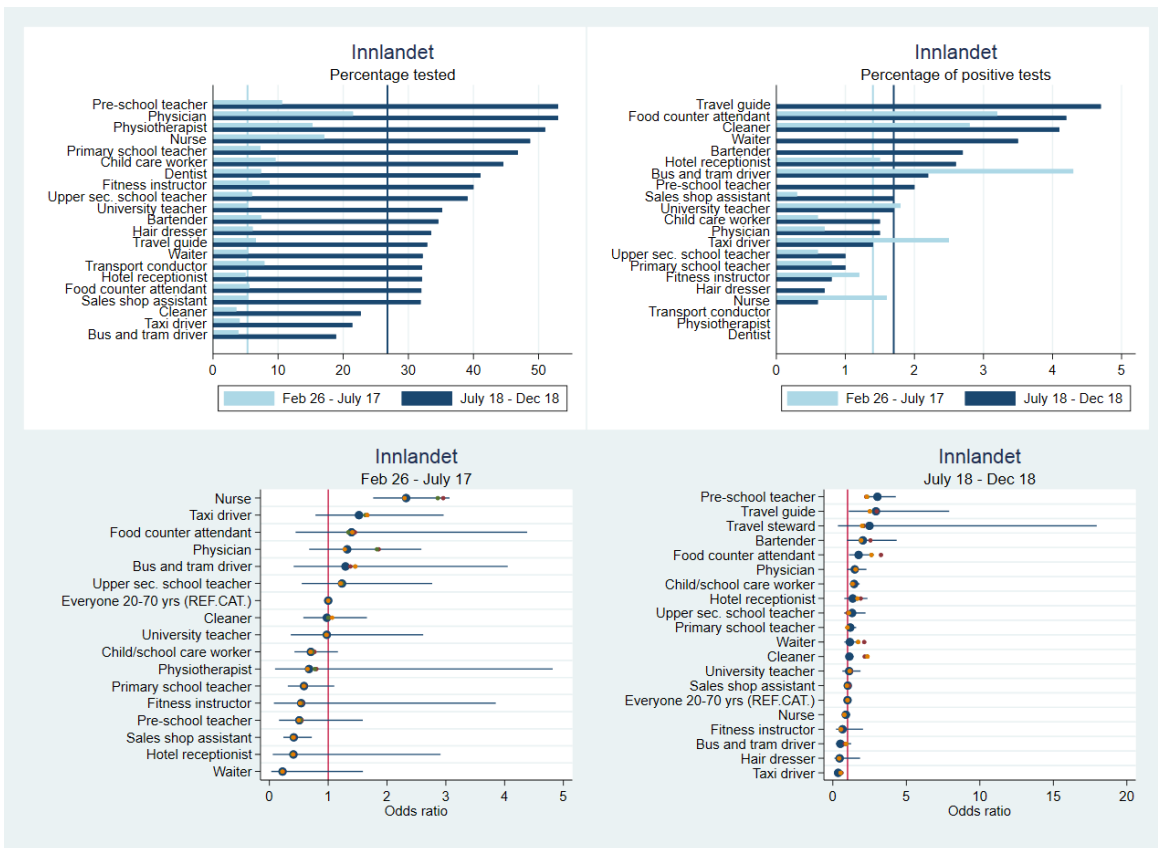 Innlandet
Percentage tested
Pre-school teacher
Physician
Physiotherapist
Nurse
Primary school teacher
Child care worker
Dentist
Fitness instructor
Upper sec. school teacher
University teacher
Bartender
Hair dresser
Travel guide
Waiter
Transport conductor
Hotel receptionist
Food counter attendant
Sales shop assistant
Cleaner
Taxi driver
Bus and tram driver
0 10 20 30 40 50
Feb 26 - July 17 July 18 - Dec 18
Innlandet
Percentage of positive tests
Travel guide
Food counter attendant
Cleaner
Waiter
Bartender
Hotel receptionist
Bus and tram driver
Pre-school teacher
Sales shop assistant
University teacher
Child care worker
Physician
Taxi driver
Upper sec. school teacher
Primary school teacher
Fitness instructor
Hair dresser
Nurse
Transport conductor
Physiotherapist
Dentist
0 1 2 3 4 5
Feb 26 - July 17 July 18 - Dec 18
Innlandet
Feb 26 - July 17
Nurse
Taxi driver
Food counter attendant
Physician
Bus and tram driver
Upper sec. school teacher
Everyone 20-70 yrs (REF.CAT.)
Cleaner
University teacher
Child/school care worker
Physiotherapist
Primary school teacher
Fitness instructor
Pre-school teacher
Sales shop assistant
Hotel receptionist
Waiter
0 1 2 3 4 5
Odds ratio
Innlandet
July 18 - Dec 18
Pre-school teacher
Travel guide
Travel steward
Bartender
Food counter attendant
Physician
Child/school care worker
Hotel receptionist
Upper sec. school teacher
Primary school teacher
Waiter
Cleaner
University teacher
Sales shop assistant
Everyone 20-70 yrs (REF.CAT.)
Nurse
Fitness instructor
Bus and tram driver
Hair dresser
Taxi driver
0 5 10 15 20
Odds ratio